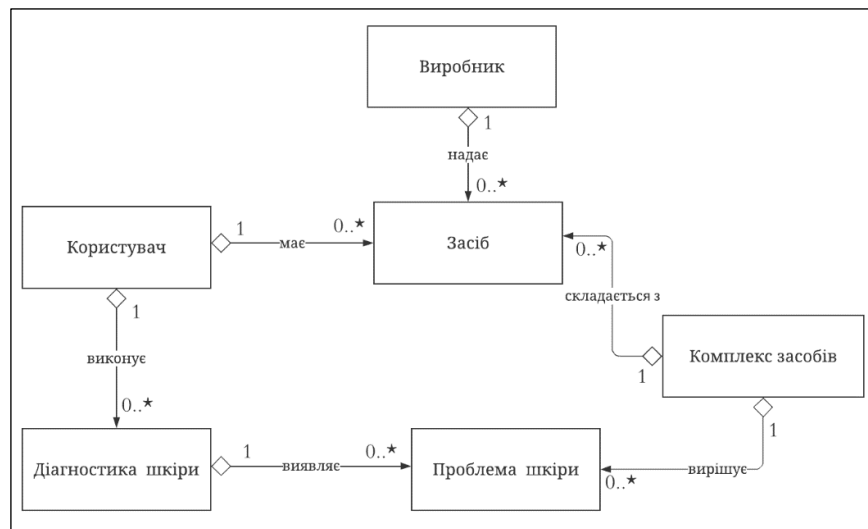 Виробник
1
надає
0..★
Користувач
1
має
0..★
Засіб
0..★
1
складається з
виконує
1
Комплекс засобів
0..★
1
Діагностика шкіри
1
виявляє
0..★
Проблема шкіри
0..★
вирішує